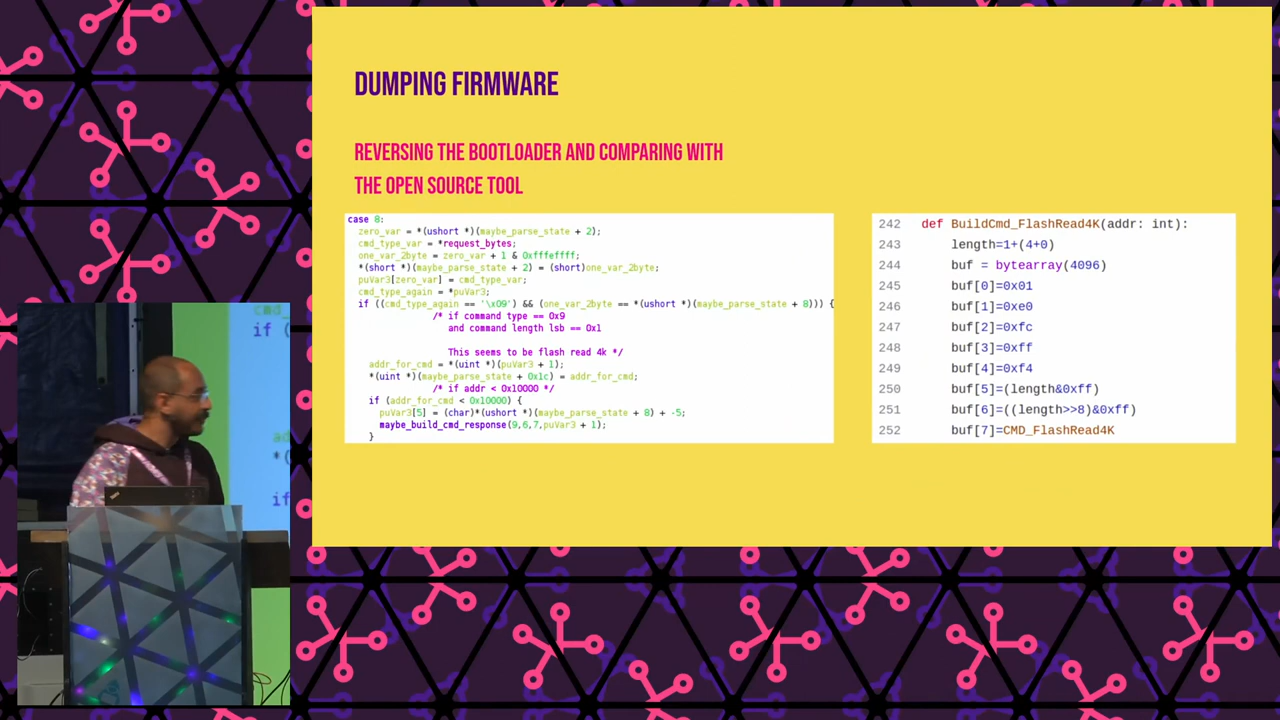 DUMPING FIRMWARE
REVERSING THE BOOTLOADER AND COMPARING WITH
THE OPEN SOURCE TOOL
case 8:
zero_var = *(ushort *)(maybe_parse_state + 2);
cmd_type_var = *request_bytes;
one_var_2byte = zero_var + 1 & 0xfffeffff;
*(short *)(maybe_parse_state + 2) = (short)one_var_2byte;
puVar3[zero_var] = cmd_type_var;
cmd_type_again = *puVar3;
if ((cmd_type_again == '\x09') && (one_var_2byte == *(ushort *)(maybe_parse_state + 8))) {
/* if command type == 0x9
and command length lsb == 0x1
This seems to be flash read 4k */
addr_for_cmd = *(uint *)(puVar3 + 1);
*(uint *)(maybe_parse_state + 0x1c) = addr_for_cmd;
/* if addr < 0x10000 */
if (addr_for_cmd < 0x10000) {
puVar3[5] = (char)*(ushort *)(maybe_parse_state + 8) + -5;
maybe_build_cmd_response(9,6,7,puVar3 + 1);
}
242 def BuildCmd_FlashRead4K(addr: int):
243 length=1+(4+0)
244 buf = bytearray(4096)
245 buf[0]=0x01
246 buf[1]=0xe0
247 buf[2]=0xfc
248 buf[3]=0xff
249 buf[4]=0xf4
250 buf[5]=(length&0xff)
251 buf[6]=((length>>8)&0xff)
252 buf[7]=CMD_FlashRead4K
cmd_
if (
ad
*(
if